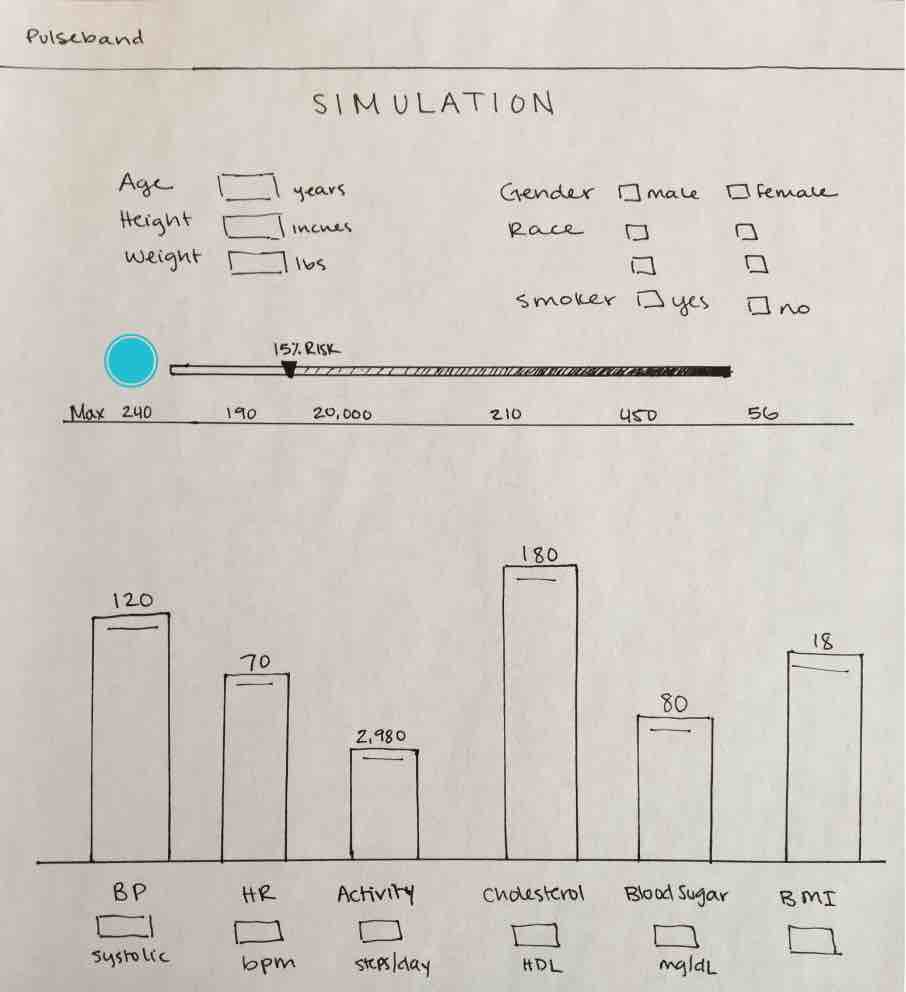 Pulseband
SIMULATION
Age years
Height inches
Weight lbs
Gender male female
Race
Smoker yes no
15% RISK
Max 240 190 20,000 210 450 56
120
70
2,980
180
80
18
BP HR Activity Cholesterol Blood Sugar BMI
systolic bpm steps/day HDL mg/dL